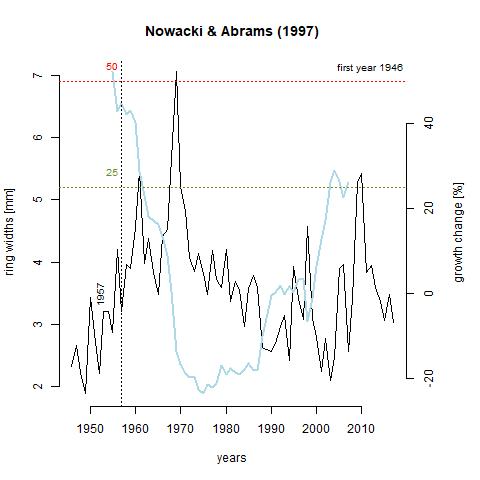 Nowacki & Abrams (1997)
first year 1946
50
25
1957
ring widths [mm]
7
6
5
4
3
2
growth change [%]
40
20
0
-20
1950 1960 1970 1980 1990 2000 2010
years